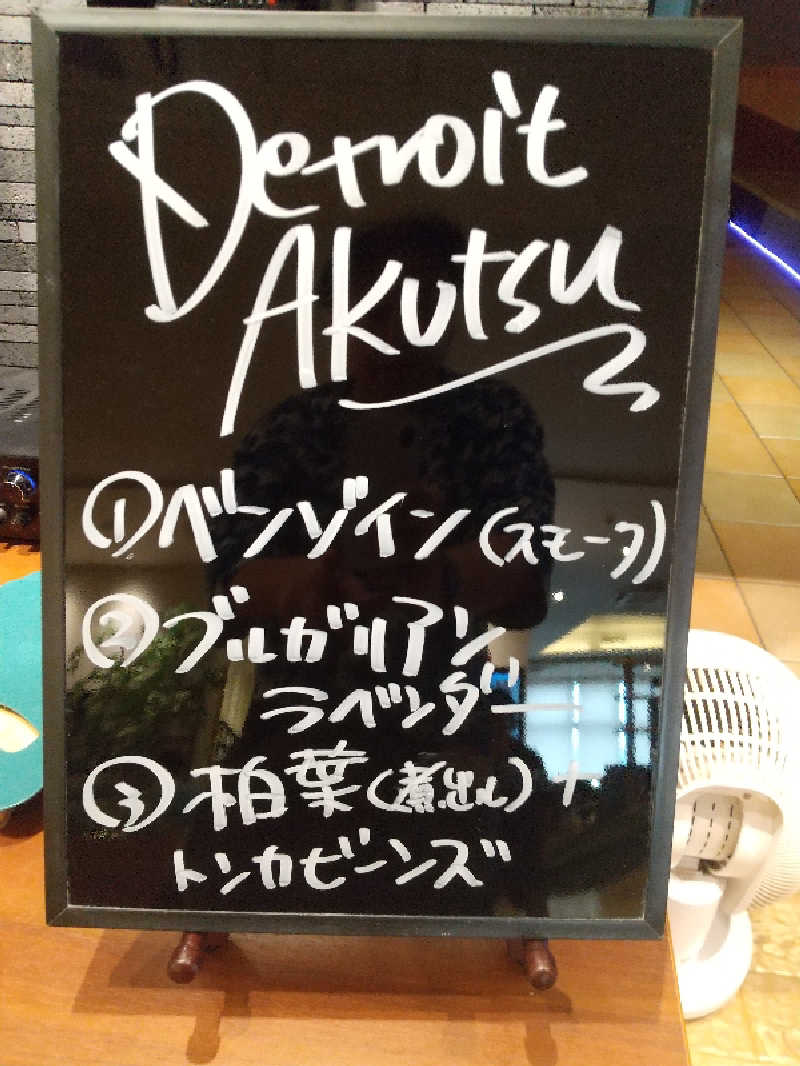 Detroit
Akutsu
①ベンゾイン(スモーク)
②ブルガリアン
ラベンダー
③柏葉(煮出し)+
トンカビーンズ